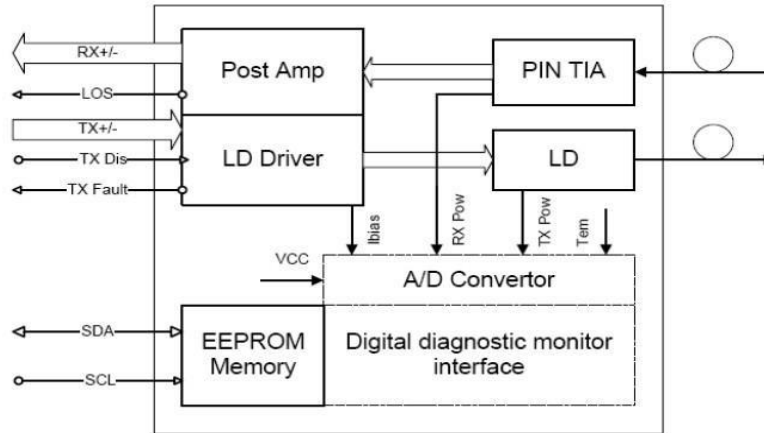 RX+/-
Post Amp
PIN TIA
LOS
TX+/-
LD Driver
LD
TX Dis
TX Fault
Ibias
RX Pow
TX Pow
Tem
VCC
A/D Convertor
SDA
EEPROM
Memory
Digital diagnostic monitor
interface
SCL